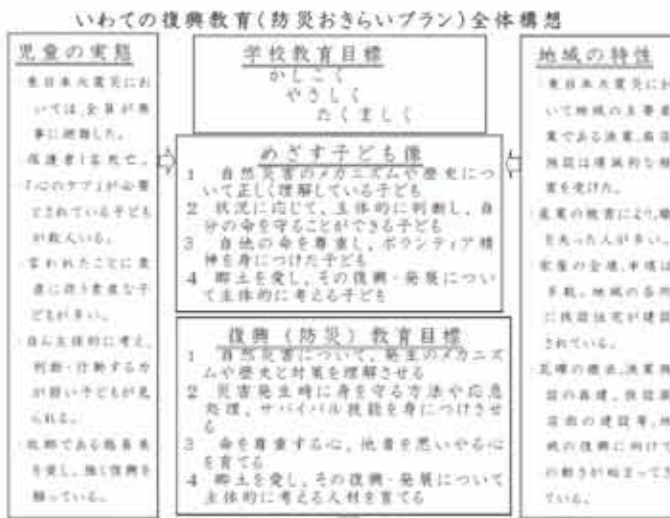 いわての復興教育(防災おきらいプラン)全体構想
児童の実態
・東日本大震災にお
いては、全員が無
事に避難した。
・保護者1名死亡。
・「心のケア」が必要
とされている子ども
が数人いる。
・言われたことに素
直に従う素直な子
どもが多い。
・自ら主体的に考え、
判断・行動する力
が弱い子どもが見
られる。
・故郷である越喜来
を愛し、強く復興を
願っている。
学校教育目標
かしこく
やさしく
たくましく
めざす子ども像
1 自然災害のメカニズムや歴史につ
いて正しく理解している子ども
2 状況に応じて、主体的に判断し、自
分の命を守ることができる子ども
3 自他の命を尊重し、ボランティア精
神を身につけた子ども
4 郷土を愛し、その復興・発展につい
て主体的に考える子ども
復興(防災)教育目標
1 自然災害について、発生のメカニズ
ムや歴史と対策を理解させる
2 災害発生時に身を守る方法や応急
処理、サバイバル技能を身につけさせ
る
3 命を尊重する心、他者を思いやる心
を育てる
4 郷土を愛し、その復興・発展について
主体的に考える人材を育てる
地域の特性
・東日本大震災にお
いて地域の主要産
業である漁業、
施設は壊滅的な
害を受けた。
・産業の被害により、
を失った人が多い。
・家屋の全壊、半壊は
多数。地域の各所
に仮設住宅が建設
されている。
・瓦礫の撤去、漁業施
設の再建、仮設
店街の建設等、地
域の復興に向けて
の動きが始まってき
ている。